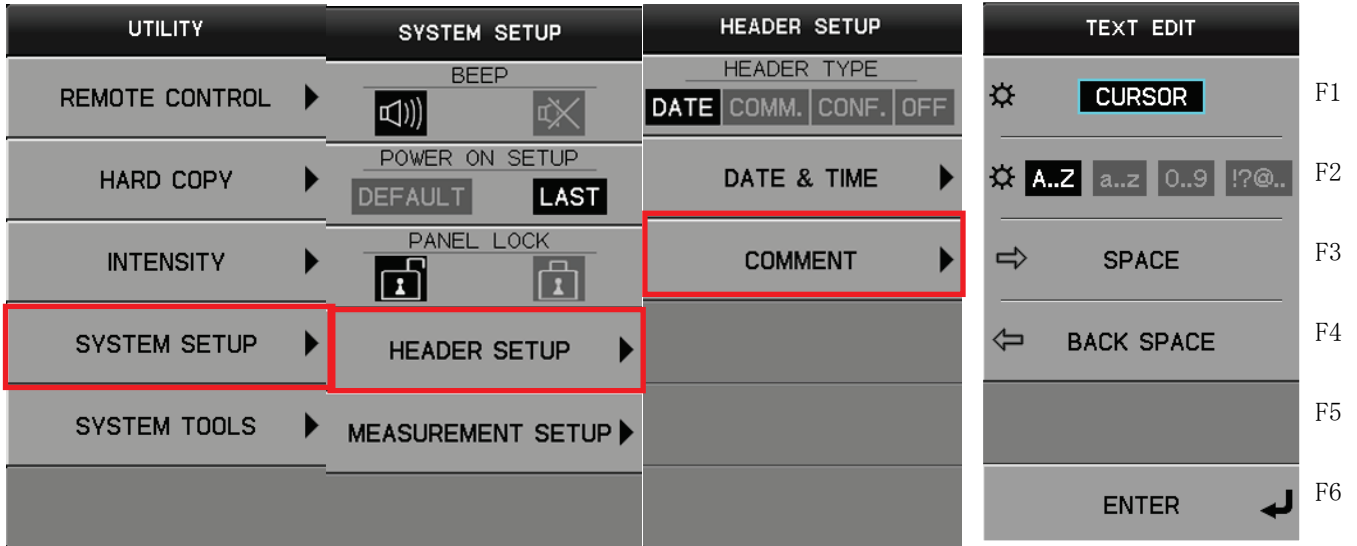 UTILITY
REMOTE CONTROL
HARD COPY
INTENSITY
SYSTEM SETUP
SYSTEM TOOLS
SYSTEM SETUP
BEEP
POWER ON SETUP
DEFAULT LAST
PANEL LOCK
HEADER SETUP
MEASUREMENT SETUP
HEADER SETUP
HEADER TYPE
DATE COMM. CONF. OFF
DATE & TIME
COMMENT
TEXT EDIT
CURSOR F1
A..Z a..z 0..9 !?@.. F2
SPACE F3
BACK SPACE F4
F5
ENTER F6